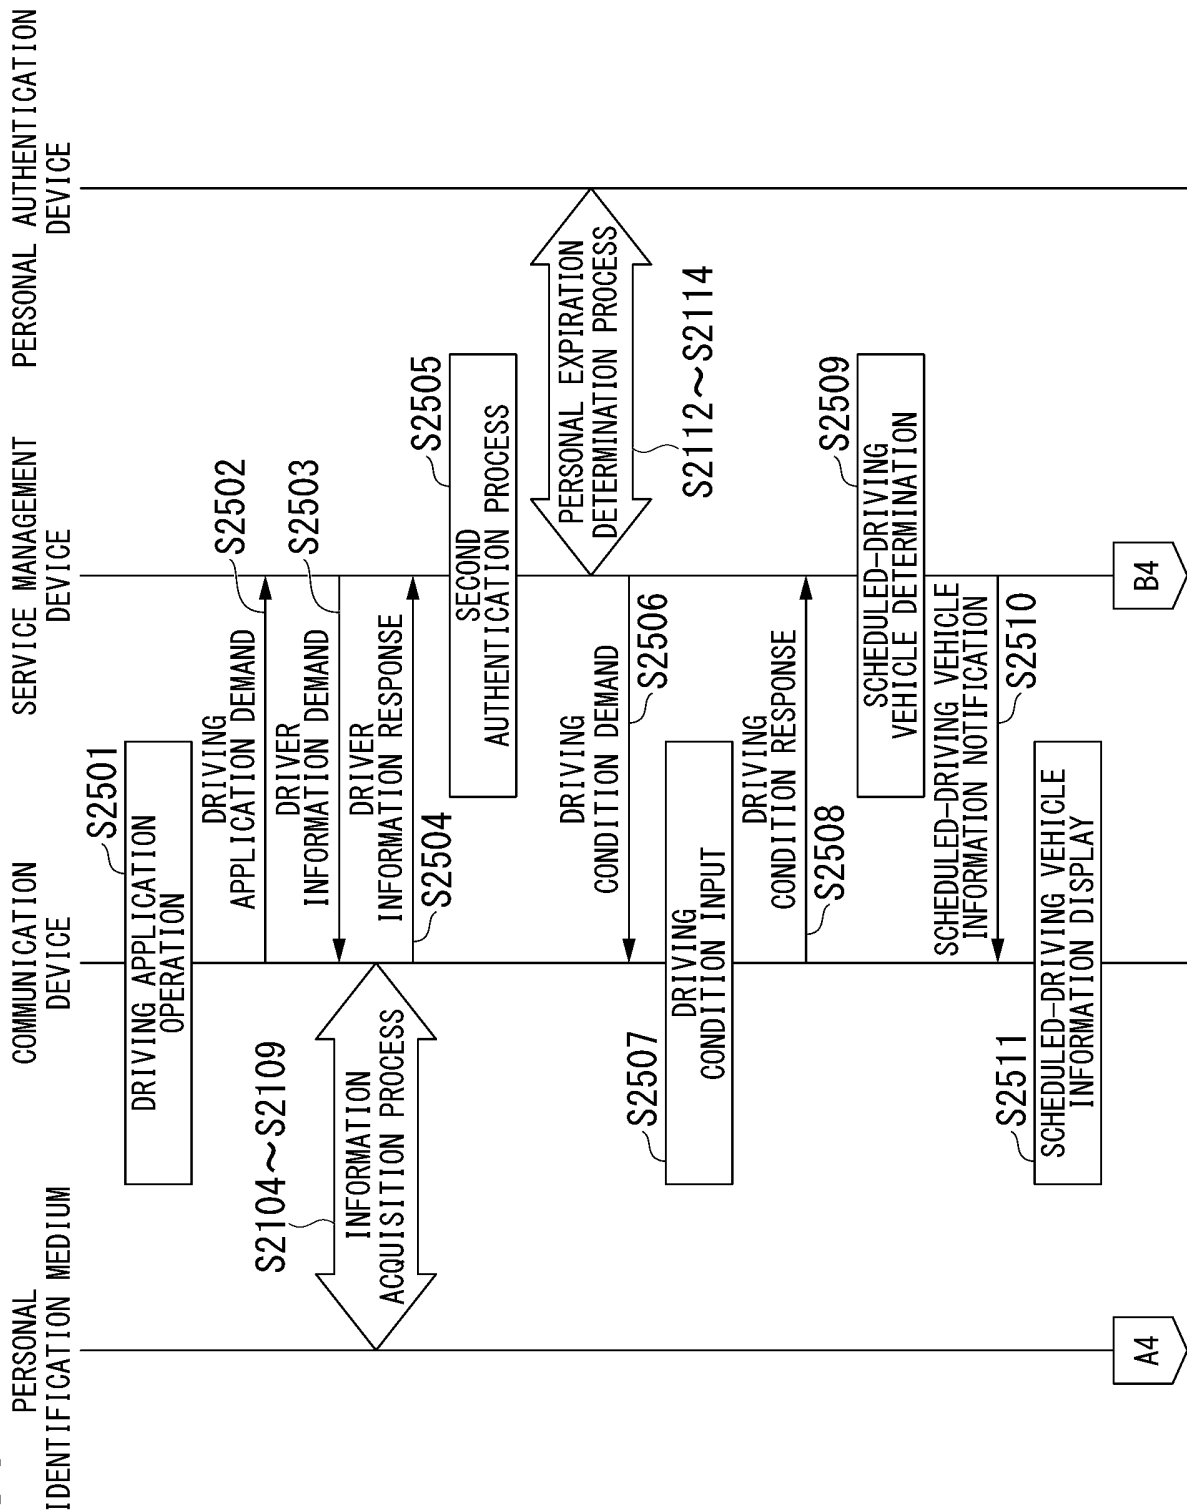 PERSONAL
IDENTIFICATION MEDIUM
COMMUNICATION
DEVICE
SERVICE MANAGEMENT
DEVICE
PERSONAL AUTHENTICATION
DEVICE
S2501
DRIVING APPLICATION
OPERATION
DRIVING
APPLICATION DEMAND
S2502
DRIVER
INFORMATION DEMAND
S2503
S2104~S2109
INFORMATION
ACQUISITION PROCESS
DRIVER
INFORMATION RESPONSE
S2504
S2505
SECOND
AUTHENTICATION PROCESS
PERSONAL EXPIRATION
DETERMINATION PROCESS
S2112~S2114
DRIVING
CONDITION DEMAND
S2506
S2507
DRIVING
CONDITION INPUT
DRIVING
CONDITION RESPONSE
S2508
S2509
SCHEDULED-DRIVING
VEHICLE DETERMINATION
SCHEDULED-DRIVING VEHICLE
INFORMATION NOTIFICATION
S2510
S2511
SCHEDULED-DRIVING VEHICLE
INFORMATION DISPLAY
A4
B4